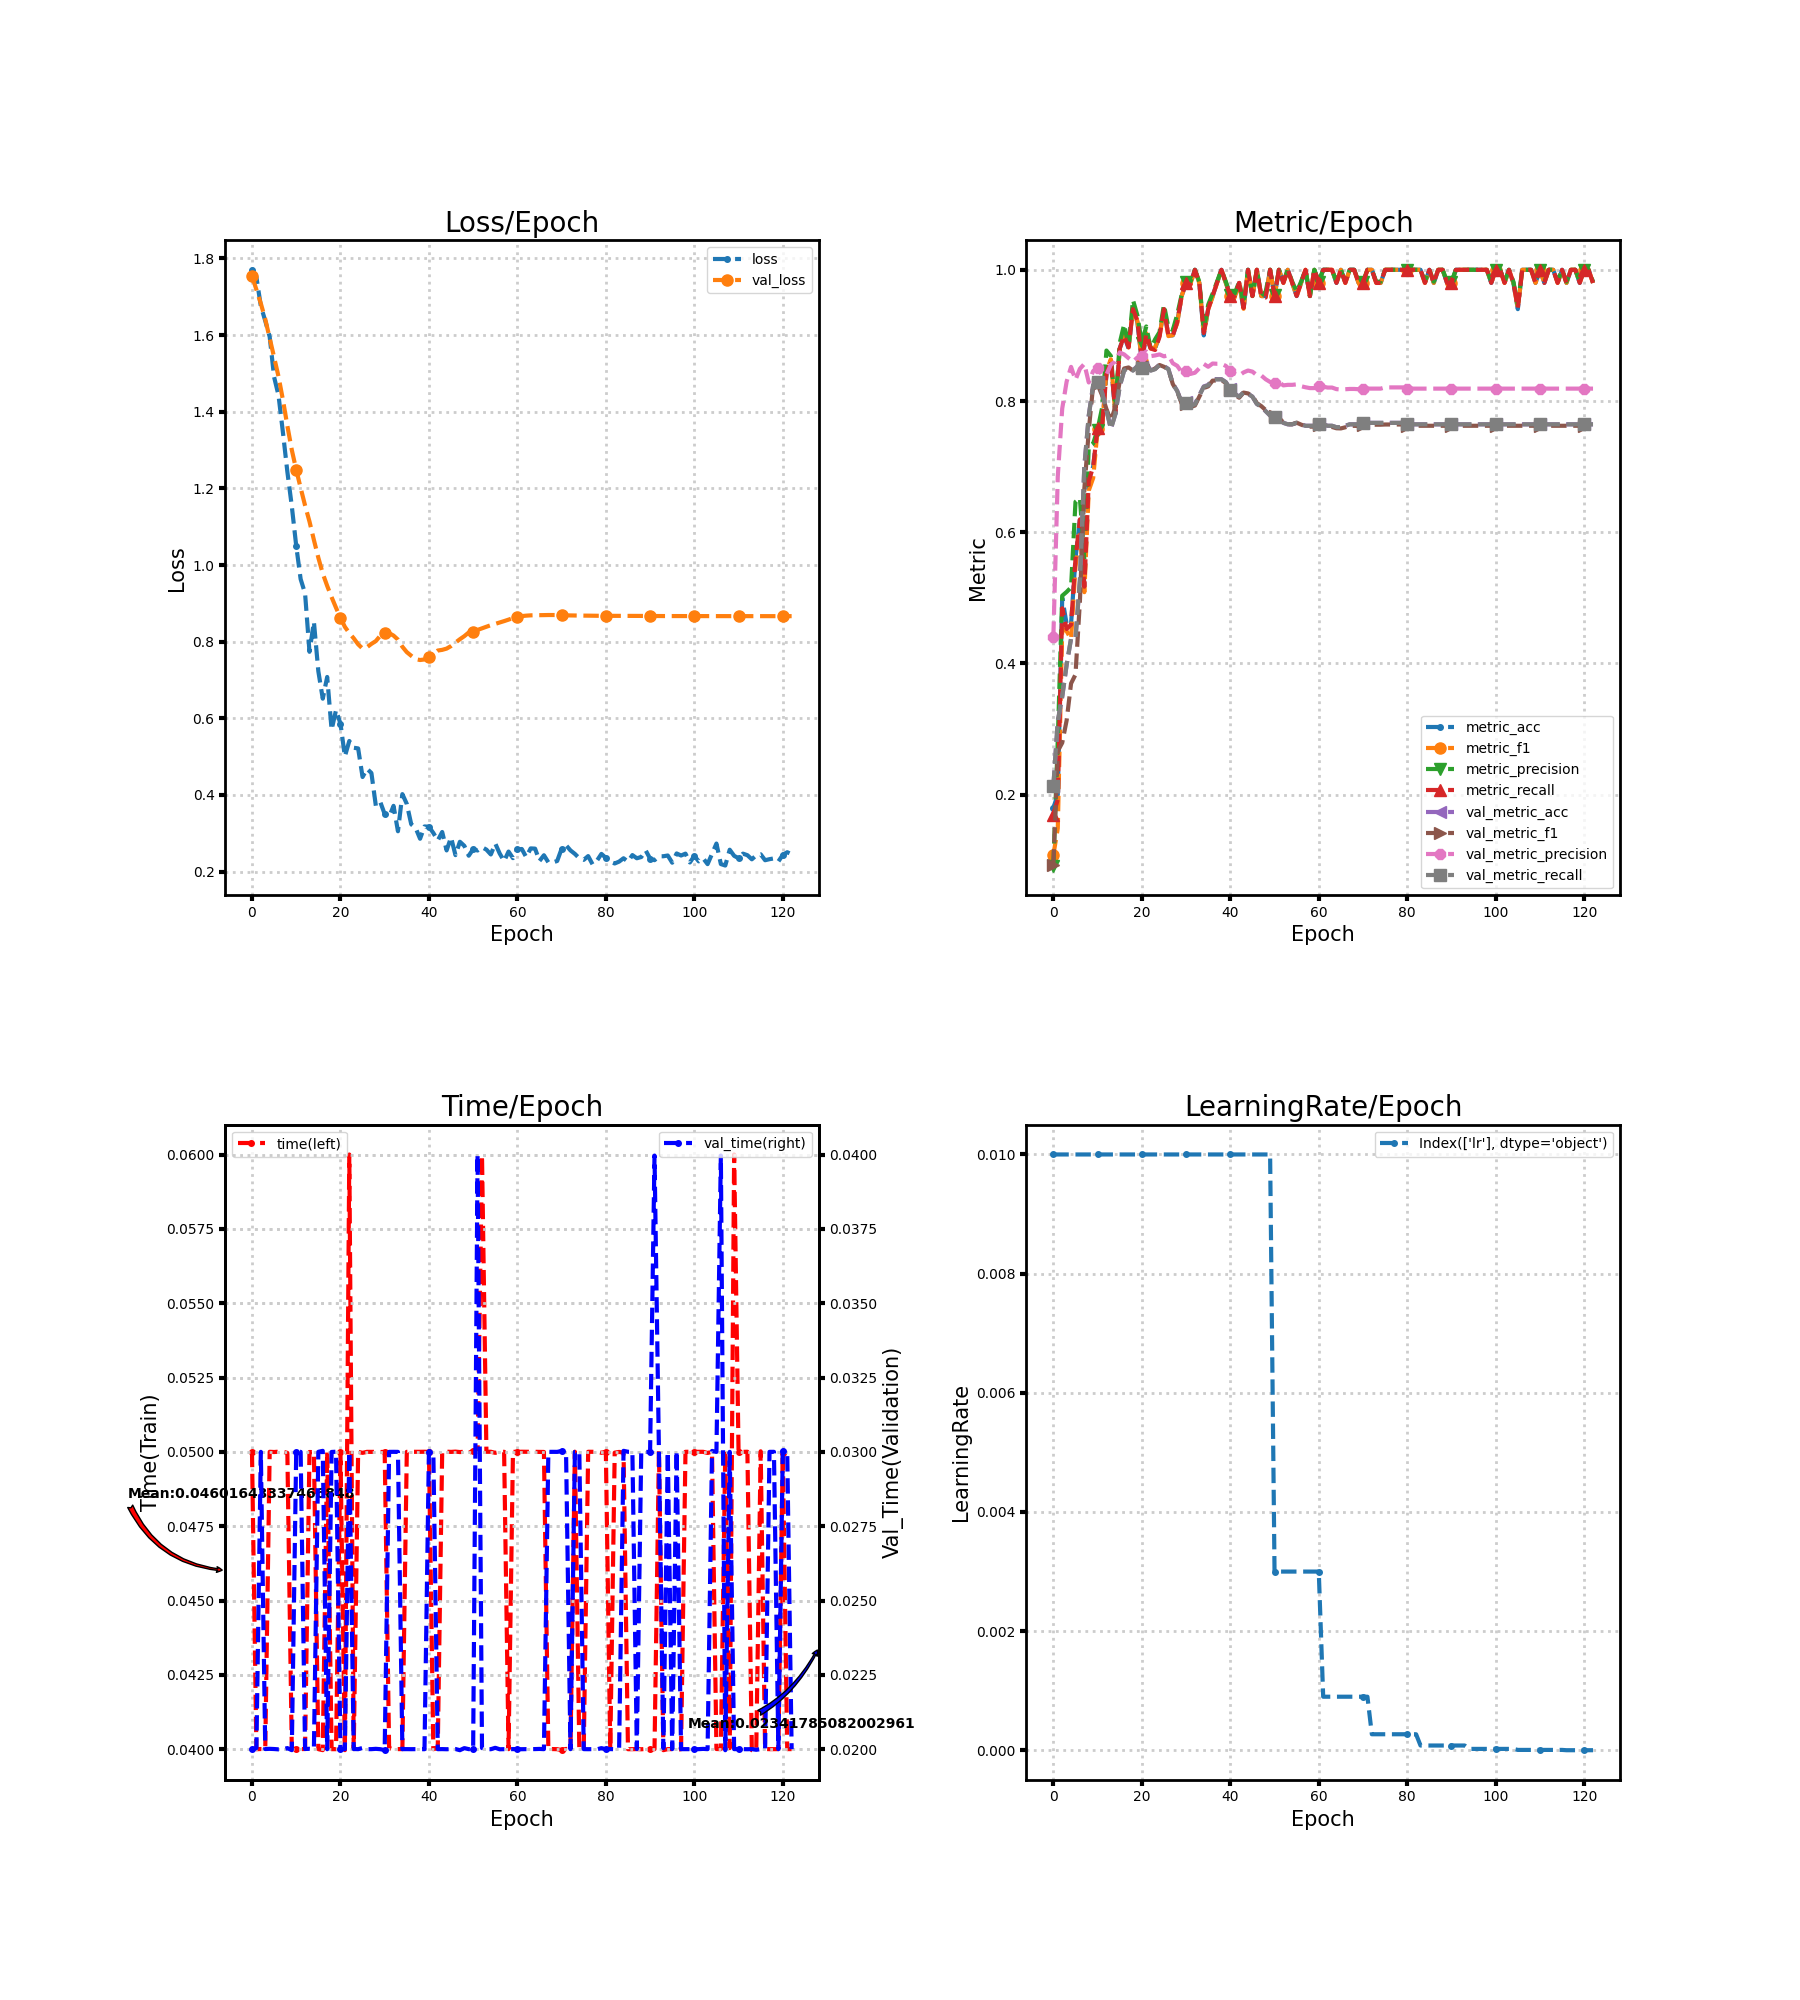 Loss/Epoch
1.8
1.6
1.4
1.2
1.0
0.8
0.6
0.4
0.2
Loss
loss
val_loss
0 20 40 60 80 100 120
Epoch
Metric/Epoch
1.0
0.8
0.6
0.4
0.2
Metric
metric_acc
metric_f1
metric_precision
metric_recall
val_metric_acc
val_metric_f1
val_metric_precision
val_metric_recall
0 20 40 60 80 100 120
Epoch
Time/Epoch
time(left)
val_time(right)
0.0600
0.0575
0.0550
0.0525
0.0500
0.0475
0.0450
0.0425
0.0400
Time(Train)
0.0400
0.0375
0.0350
0.0325
0.0300
0.0275
0.0250
0.0225
0.0200
Val_Time(Validation)
Mean:0.02341785082002961
0 20 40 60 80 100 120
Epoch
LearningRate/Epoch
Index(['lr'], dtype='object')
0.010
0.008
0.006
0.004
0.002
0.000
LearningRate
0 20 40 60 80 100 120
Epoch